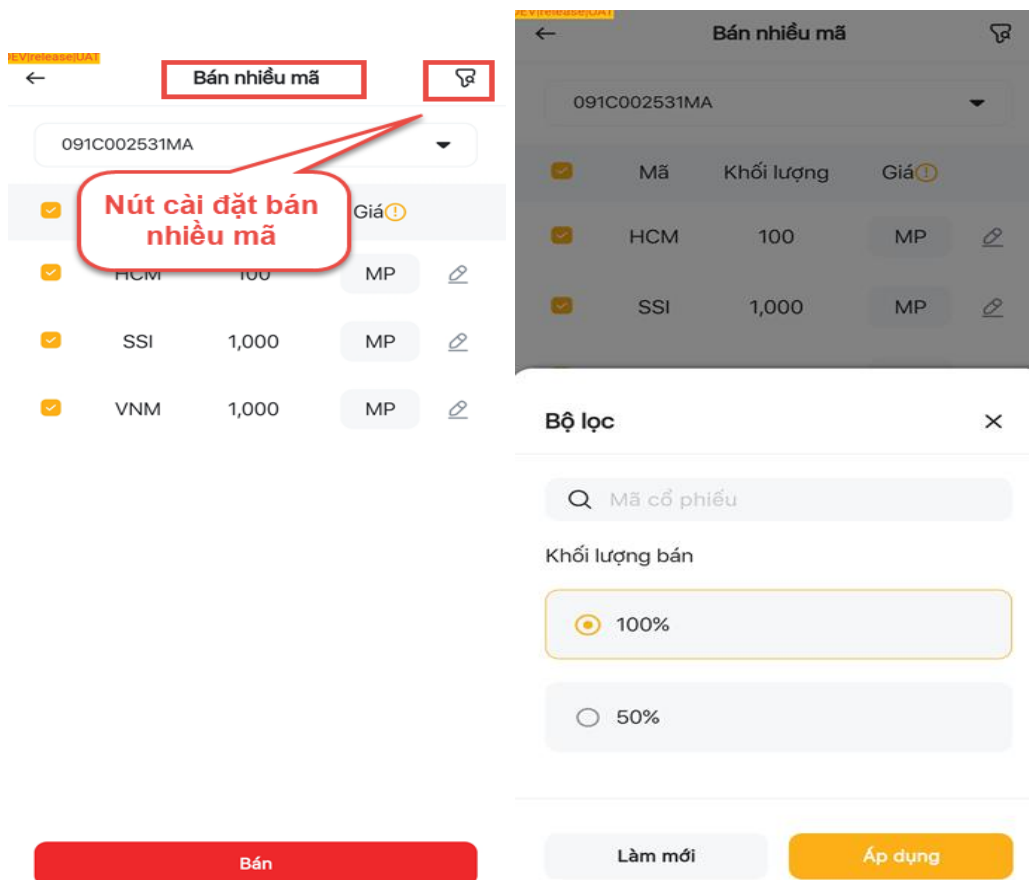 DEV|release|UAT
Bán nhiều mã
091C002531MA
Nút cài đặt bán
nhiều mã
Giá
HCM 100 MP
SSI 1,000 MP
VNM 1,000 MP
Bán
DEV|release|UAT
Bán nhiều mã
091C002531MA
Mã Khối lượng Giá
HCM 100 MP
SSI 1,000 MP
Bộ lọc
Mã cổ phiếu
Khối lượng bán
100%
50%
Làm mới Áp dụng